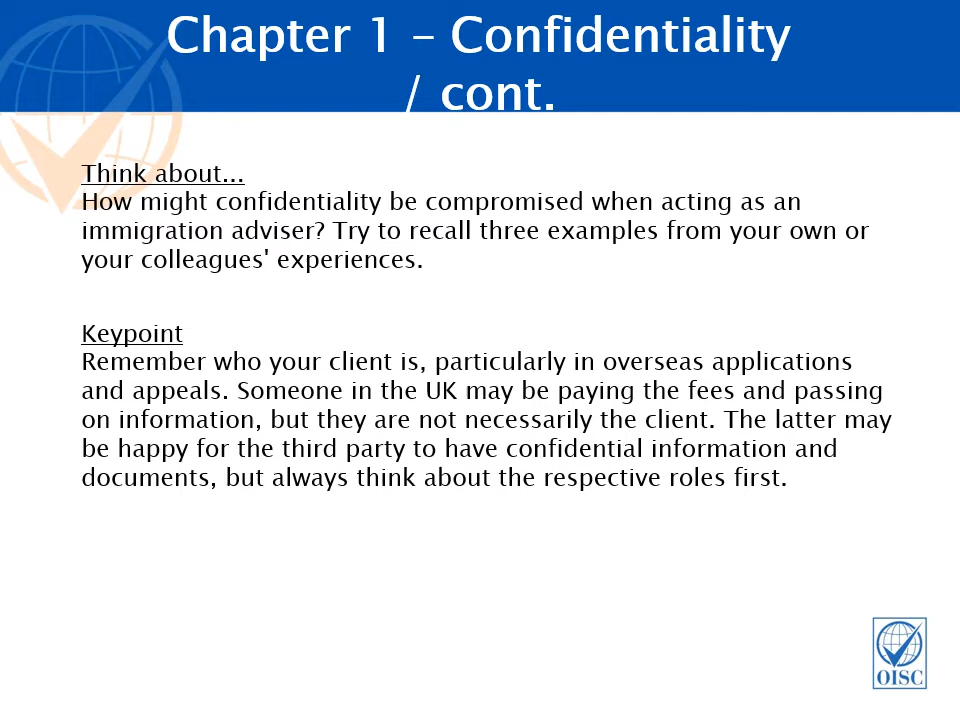 Chapter 1 – Confidentiality
/ cont.
Think about...
How might confidentiality be compromised when acting as an
immigration adviser? Try to recall three examples from your own or
your colleagues' experiences.
Keypoint
Remember who your client is, particularly in overseas applications
and appeals. Someone in the UK may be paying the fees and passing
on information, but they are not necessarily the client. The latter may
be happy for the third party to have confidential information and
documents, but always think about the respective roles first.
OISC